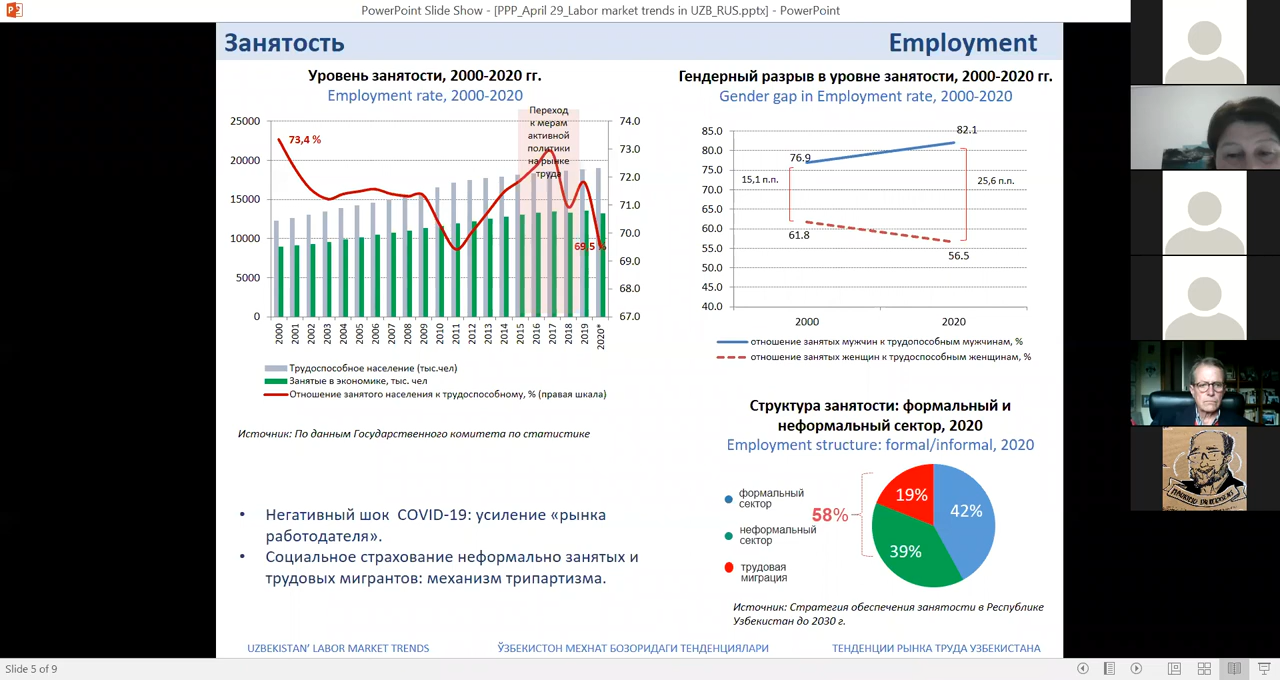 PowerPoint Slide Show - [PPP_April 29_Labor market trends in UZB_RUS.pptx] - PowerPoint
Занятость
Employment
Уровень занятости, 2000-2020 гг.
Employment rate, 2000-2020
Переход
к мерам
активной
политики
на рынке
труда
25000
20000
15000
10000
5000
0
74.0
73.0
72.0
71.0
70.0
69.0
68.0
67.0
73,4 %
69,5 %
2000
2001
2002
2003
2004
2005
2006
2007
2008
2009
2010
2011
2012
2013
2014
2015
2016
2017
2018
2019
2020*
Трудоспособное население (тыс.чел)
Занятые в экономике, тыс. чел
Отношение занятого населения к трудоспособному, % (правая шкала)
Источник: По данным Государственного комитета по статистике
Негативный шок COVID-19: усиление «рынка
работодателя».
Социальное страхование неформально занятых и
трудовых мигрантов: механизм трипартизма.
Гендерный разрыв в уровне занятости, 2000-2020 гг.
Gender gap in Employment rate, 2000-2020
85.0
80.0
75.0
70.0
65.0
60.0
55.0
50.0
45.0
40.0
76.9
82.1
15,1 п.п.
25,6 п.п.
61.8
56.5
2000
2020
отношение занятых мужчин к трудопособным мужчинам, %
отношение занятых женщин к трудоспособным женщинам, %
Структура занятости: формальный и
неформальный сектор, 2020
Employment structure: formal/informal, 2020
формальный
сектор
неформальный
сектор
трудовая
миграция
58%
19%
42%
39%
Источник: Стратегия обеспечения занятости в Республике
Узбекистан до 2030 г.
UZBEKISTAN' LABOR MARKET TRENDS
ЎЗБЕКИСТОН МЕХНАТ БОЗОРИДАГИ ТЕНДЕНЦИЯЛАРИ
ТЕНДЕНЦИИ РЫНКА ТРУДА УЗБЕКИСТАНА
Slide 5 of 9